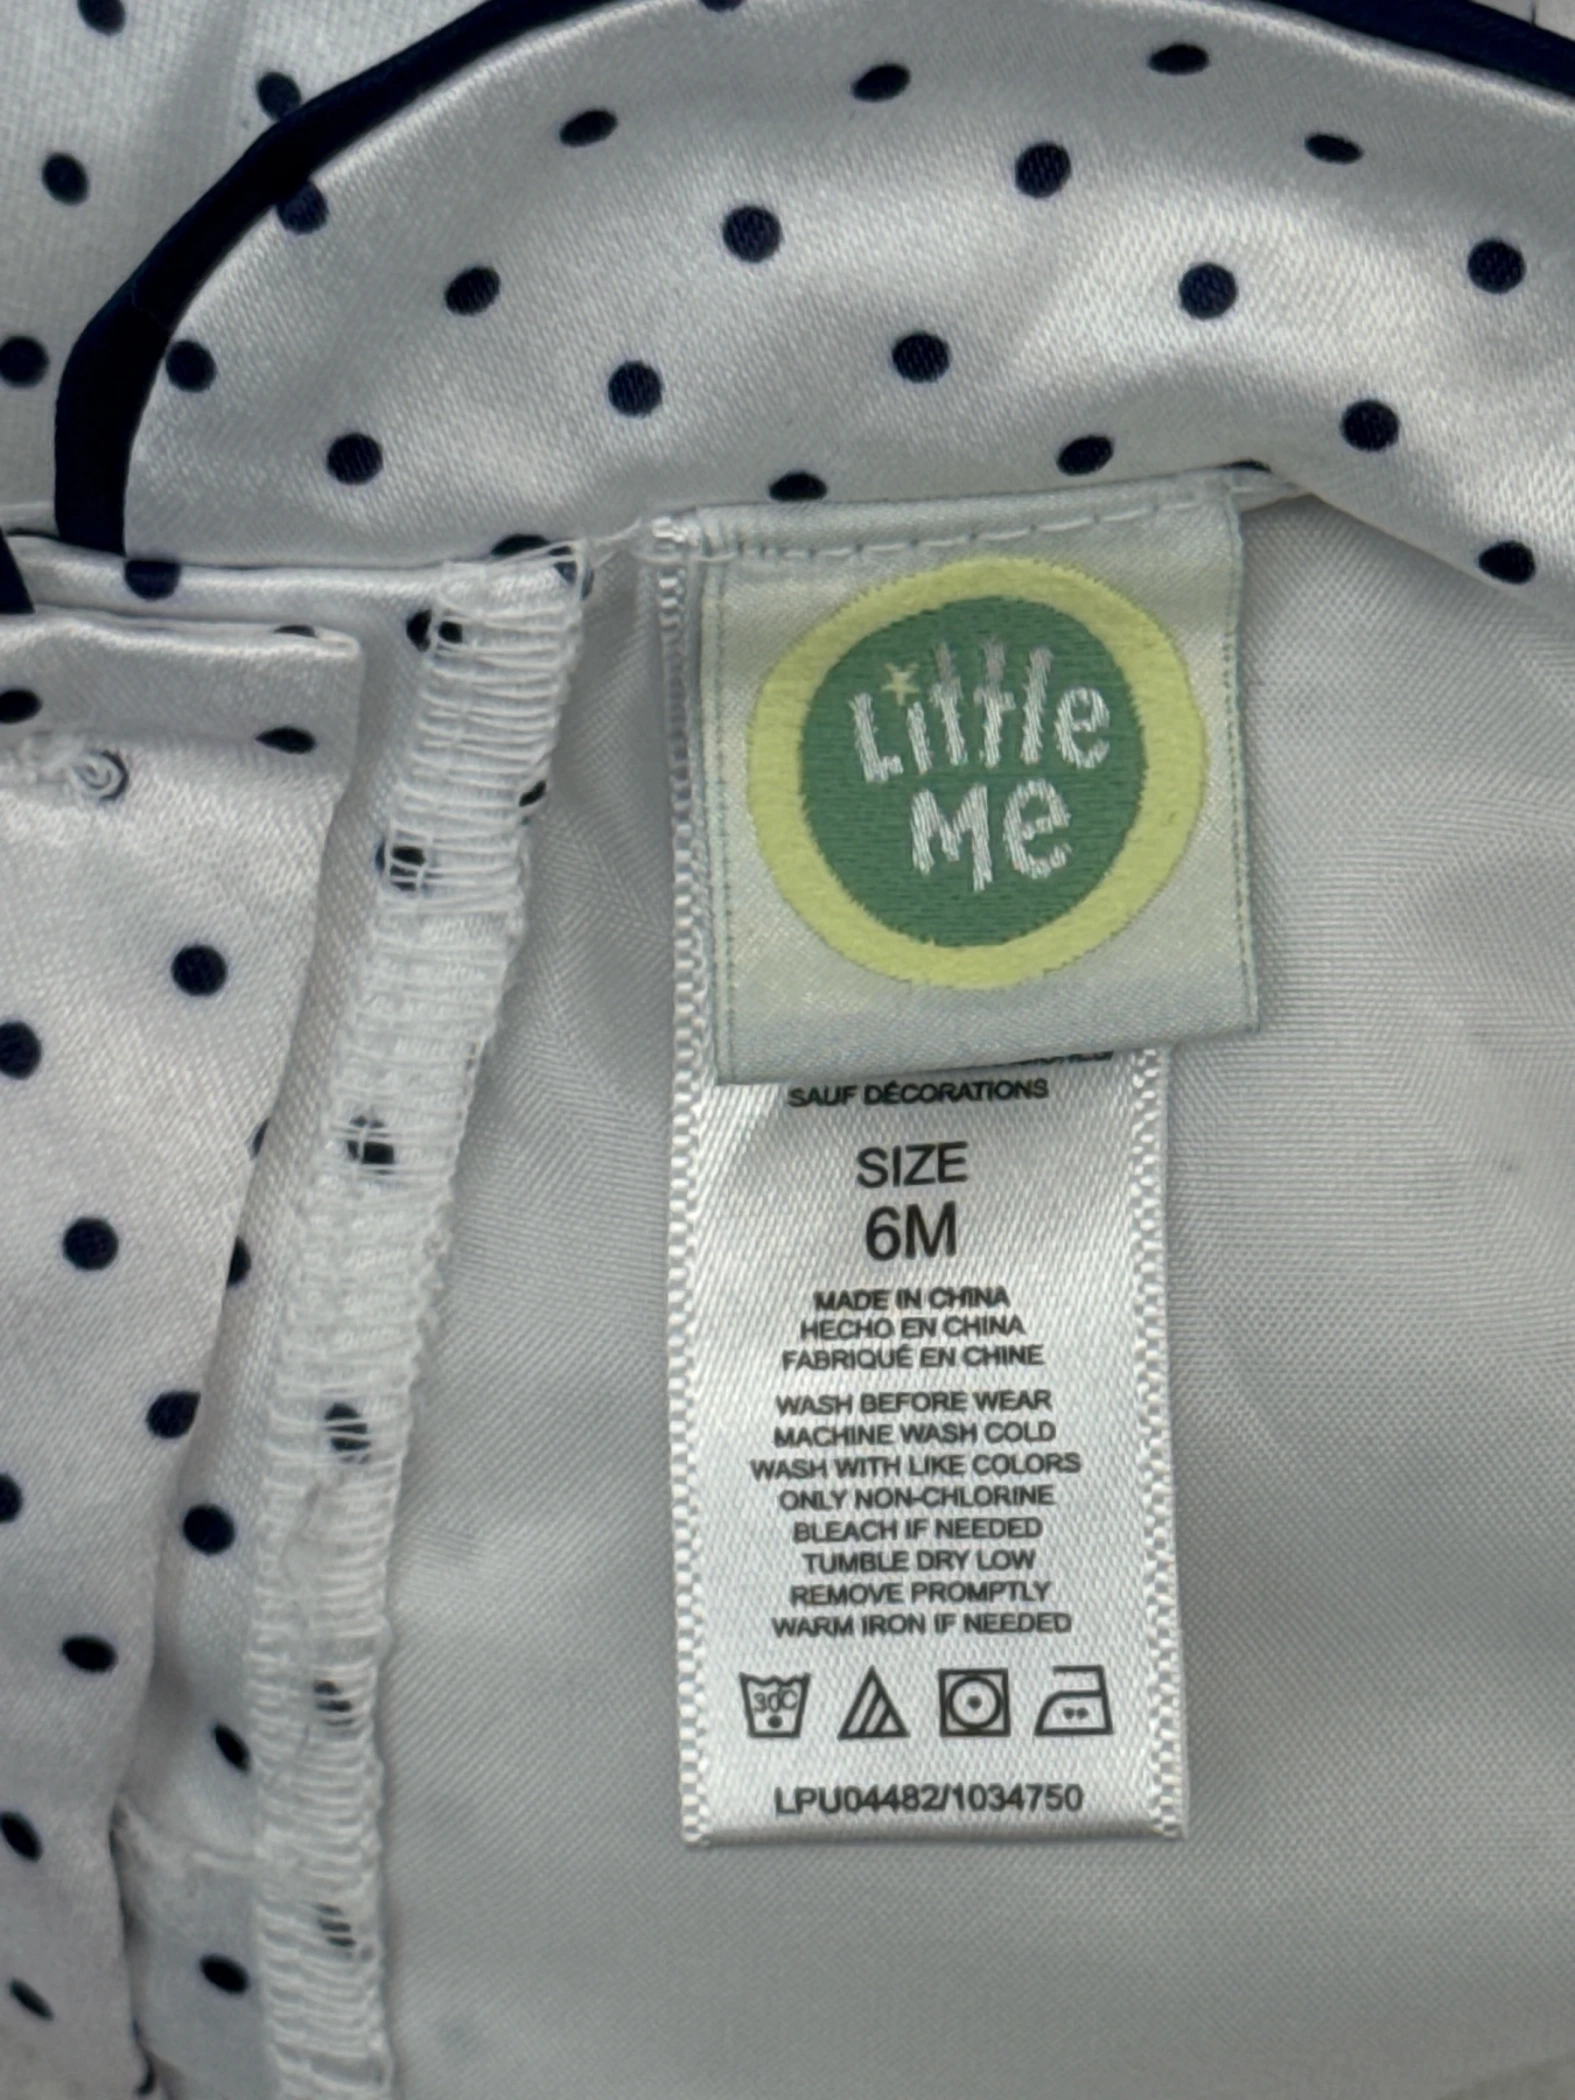 Little
Me
SAUF DÉCORATIONS
SIZE
6M
MADE IN CHINA
HECHO EN CHINA
FABRIQUÉ EN CHINE
WASH BEFORE WEAR
MACHINE WASH COLD
WASH WITH LIKE COLORS
ONLY NON-CHLORINE
BLEACH IF NEEDED
TUMBLE DRY LOW
REMOVE PROMPTLY
WARM IRON IF NEEDED
30C
LPU04482/1034750